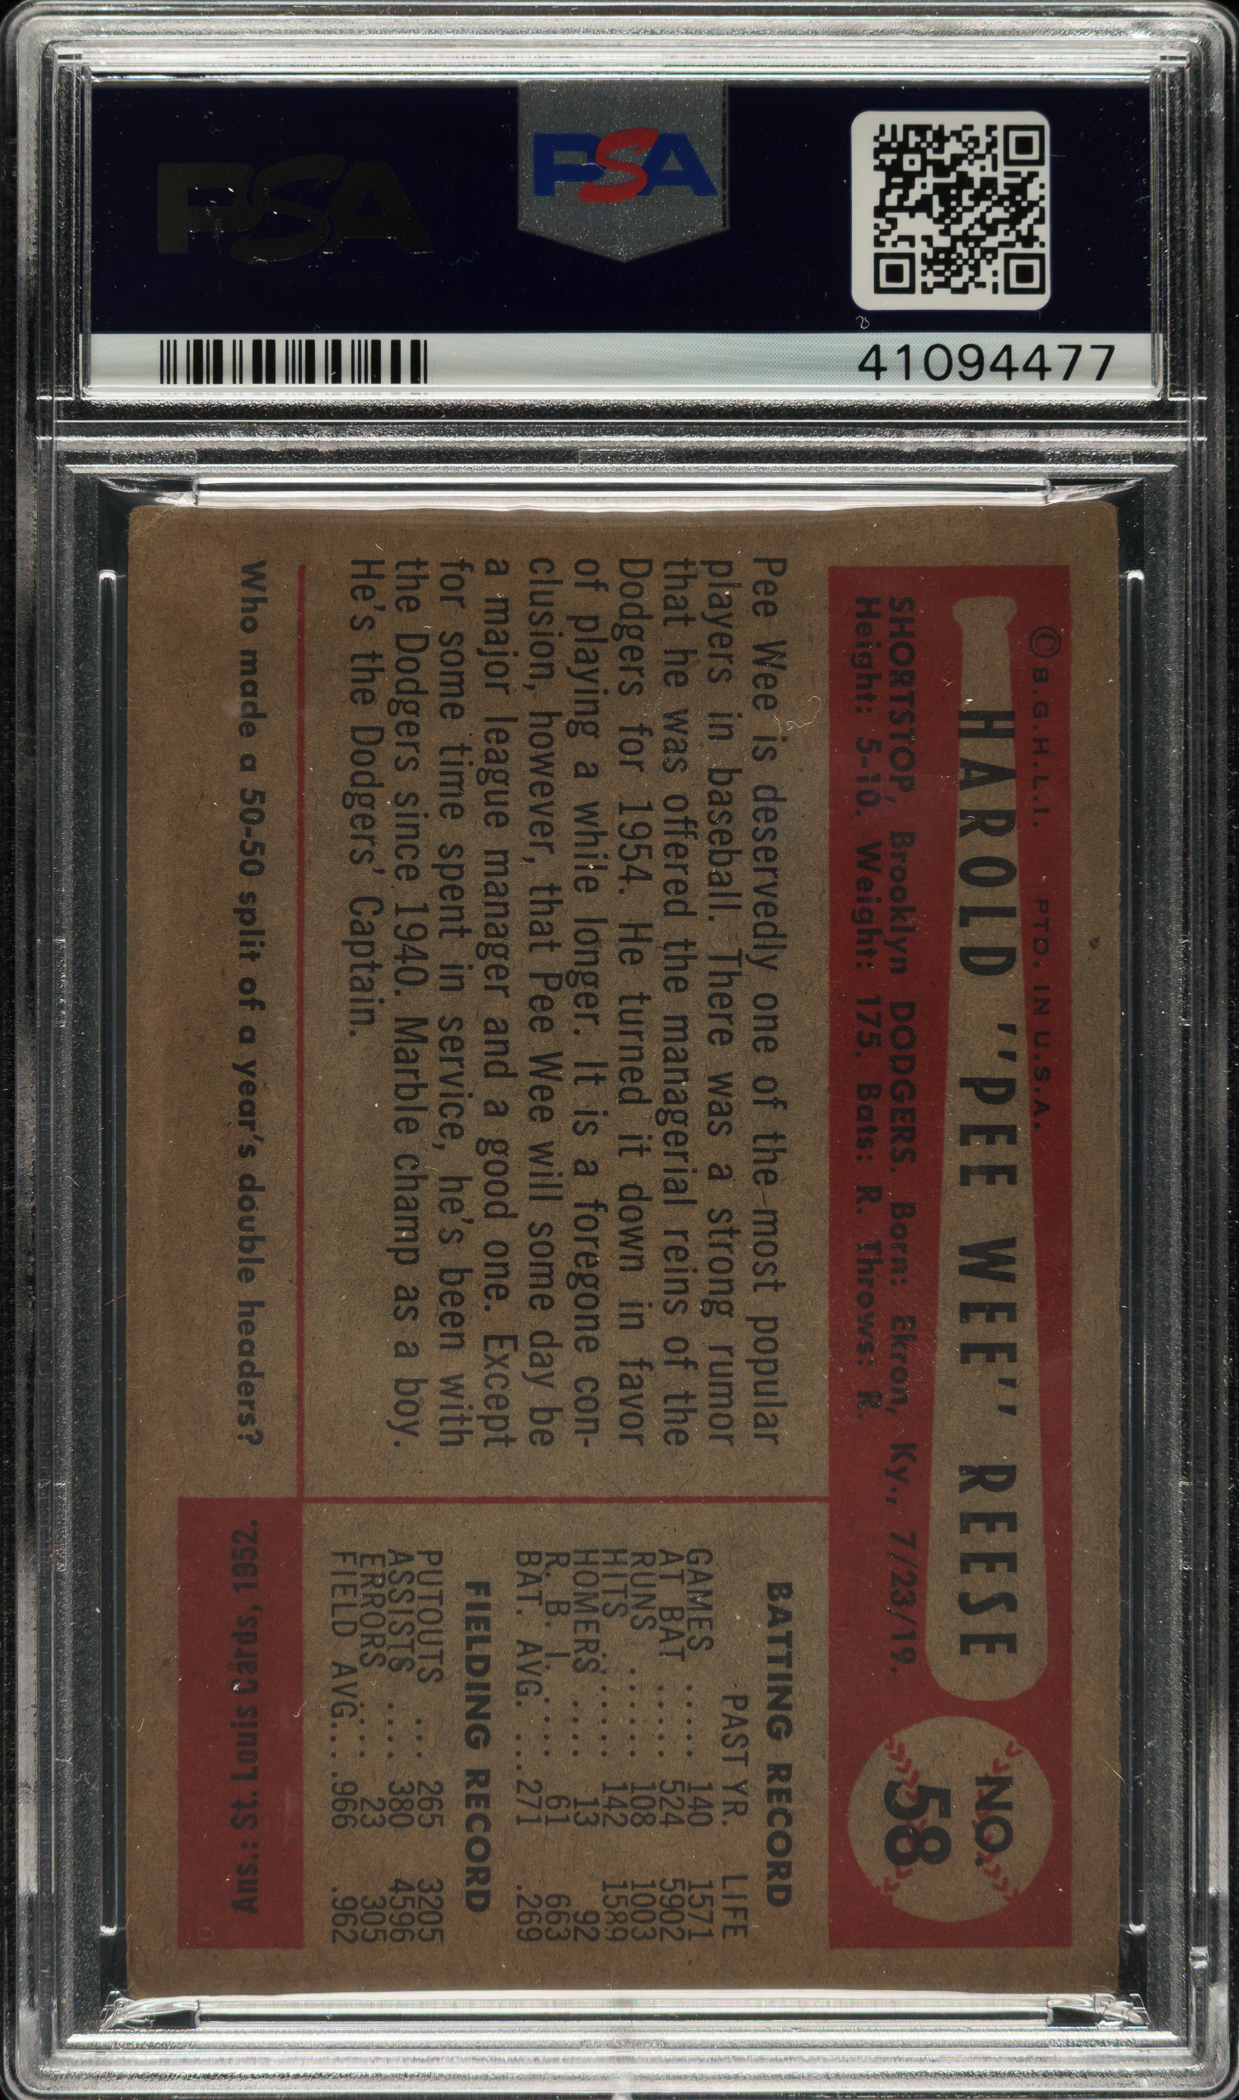 PSA
PSA
41094477
© B.G.H.L.I. PTD. IN U.S.A.
HAROLD "PEE WEE" REESE
NO.
58
SHORTSTOP, Brooklyn DODGERS. Born: Ekron, Ky., 7/23/19.
Height: 5-10. Weight: 175. Bats: R. Throws: R.
Pee Wee is deservedly one of the most popular
players in baseball. There was a strong rumor
that he was offered the managerial reins of the
Dodgers for 1954. He turned it down in favor
of playing a while longer. It is a foregone con-
clusion, however, that Pee Wee will some day be
a major league manager and a good one. Except
for some time spent in service, he's been with
the Dodgers since 1940. Marble champ as a boy.
He's the Dodgers' Captain.
BATTING RECORD
PAST YR. LIFE
GAMES ..... 140 1571
AT BAT ..... 524 5902
RUNS ...... 108 1003
HITS ...... 142 1589
HOMERS .... 13 92
R. B. I. .... 61 663
BAT. AVG. ...271 .269
FIELDING RECORD
PUTOUTS ... 265 3205
ASSISTS .... 380 4596
ERRORS .... 23 305
FIELD AVG. ..966 .962
Who made a 50-50 split of a year's double headers?
Ans.: St. Louis Cards, 1952.